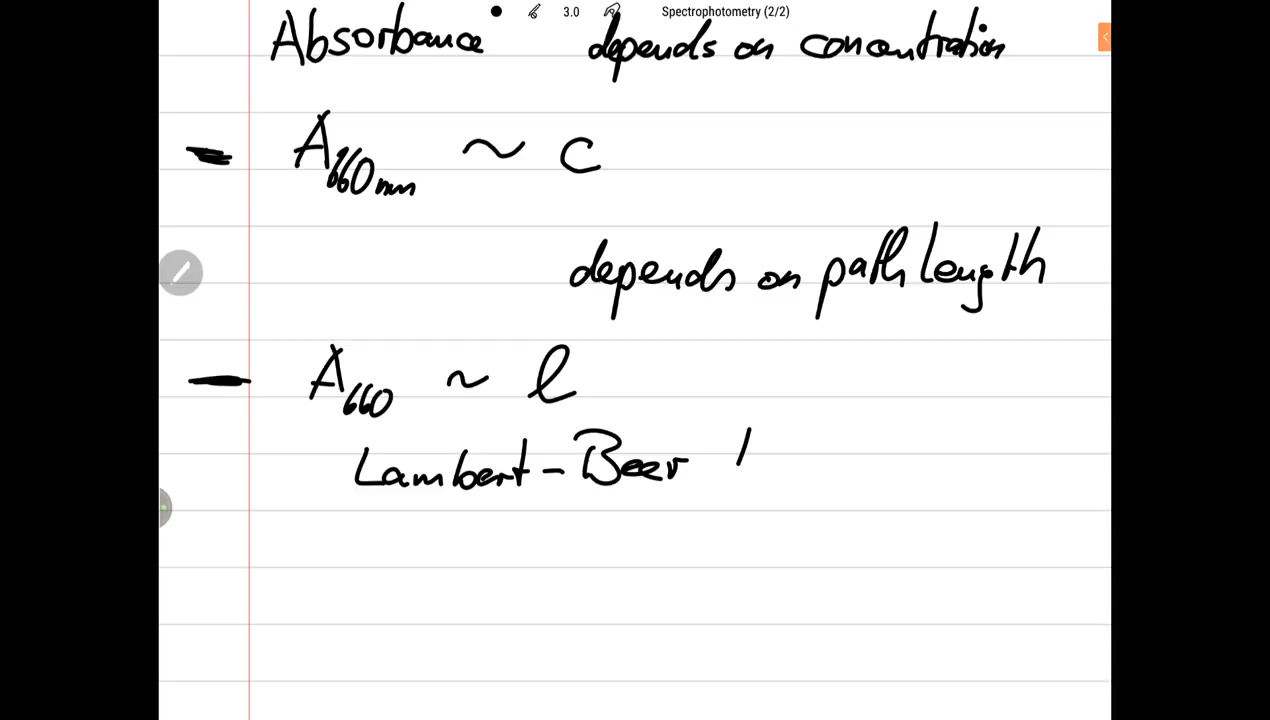 3.0 Spectrophotometry (2/2)
Absorbance depends on concentration
- A660nm ~ c
depends on path length
- A660 ~ l
Lambert-Beer